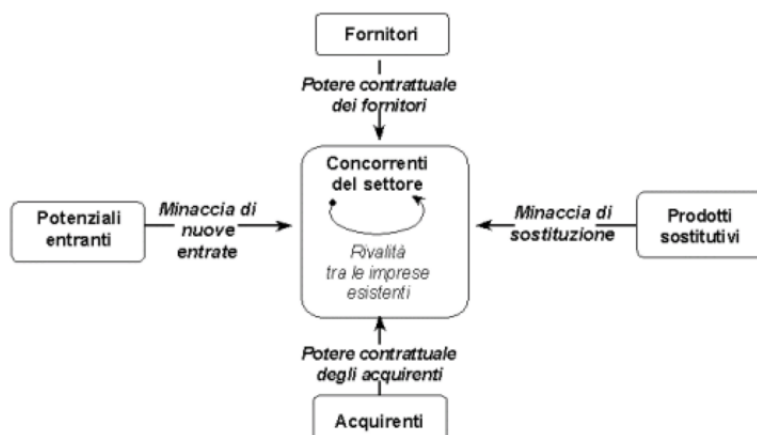 Fornitori
Potere contrattuale
dei fornitori
Concorrenti
del settore
Potenziali
entranti
Minaccia di
nuove
entrate
Rivalità
tra le imprese
esistenti
Minaccia di
sostituzione
Prodotti
sostitutivi
Potere contrattuale
degli acquirenti
Acquirenti